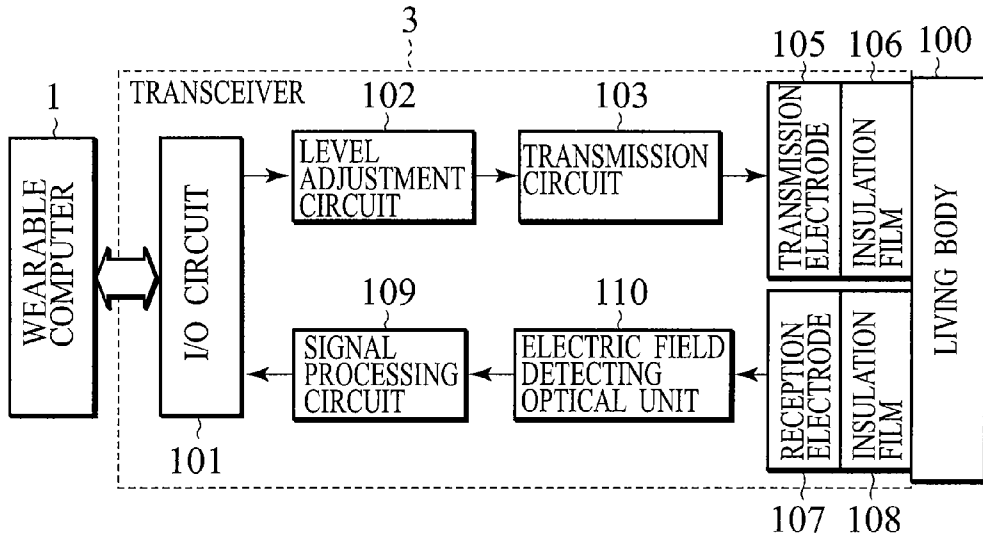 3
105
106
100
TRANSCEIVER
1
102
103
WEARABLE
COMPUTER
I/O CIRCUIT
LEVEL
ADJUSTMENT
CIRCUIT
TRANSMISSION
CIRCUIT
TRANSMISSION
ELECTRODE
INSULATION
FILM
LIVING BODY
109
110
SIGNAL
PROCESSING
CIRCUIT
ELECTRIC FIELD
DETECTING
OPTICAL UNIT
RECEPTION
ELECTRODE
INSULATION
FILM
101
107
108